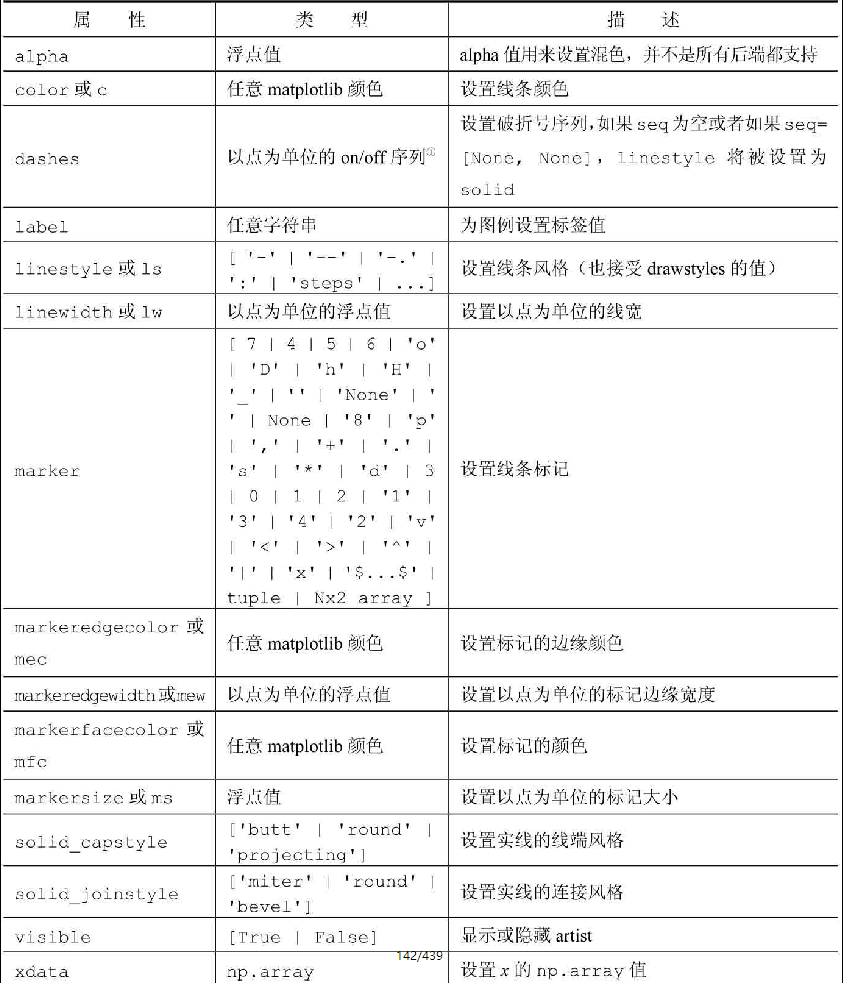 属 性 类 型 描 述
alpha 浮点值 alpha 值用来设置混色，并不是所有后端都支持
color 或 c 任意 matplotlib 颜色 设置线条颜色
dashes 以点为单位的 on/off 序列① 设置破折号序列，如果 seq 为空或者如果 seq=
[None, None]，linestyle 将被设置为
solid
label 任意字符串 为图例设置标签值
linestyle 或 ls [ '-' | '--' | '-.' |
':' | 'steps' | ...] 设置线条风格（也接受 drawstyles 的值）
linewidth 或 lw 以点为单位的浮点值 设置以点为单位的线宽
marker [ 7 | 4 | 5 | 6 | 'o'
| 'D' | 'h' | 'H' |
'_' | '' | 'None' | '
' | None | '8' | 'p'
| ',' | '+' | '.' |
's' | '*' | 'd' | 3
| 0 | 1 | 2 | '1' |
'3' | '4' | '2' | 'v'
| '<' | '>' | '^' |
'|' | 'x' | '$...$' |
tuple | Nx2 array ] 设置线条标记
markeredgecolor 或
mec 任意 matplotlib 颜色 设置标记的边缘颜色
markeredgewidth 或 mew 以点为单位的浮点值 设置以点为单位的标记边缘宽度
markerfacecolor 或
mfc 任意 matplotlib 颜色 设置标记的颜色
markersize 或 ms 浮点值 设置以点为单位的标记大小
solid_capstyle ['butt' | 'round' |
'projecting'] 设置实线的线端风格
solid_joinstyle ['miter' | 'round' |
'bevel'] 设置实线的连接风格
visible [True | False] 显示或隐藏 artist
142/439
xdata np.array 设置 x 的 np.array 值